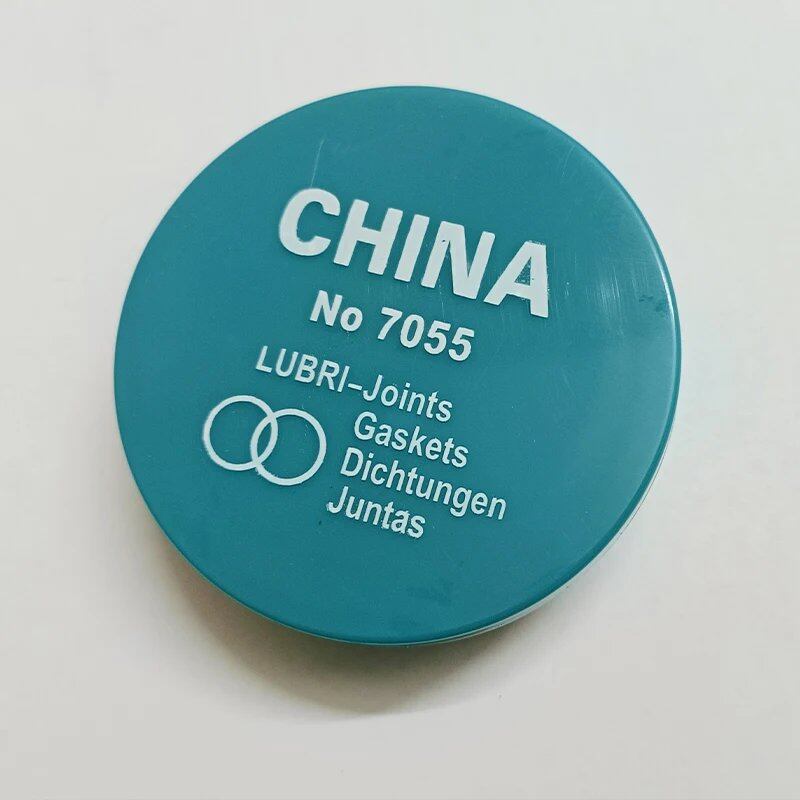 CHINA
No 7055
LUBRI-Joints
Gaskets
Dichtungen
Juntas